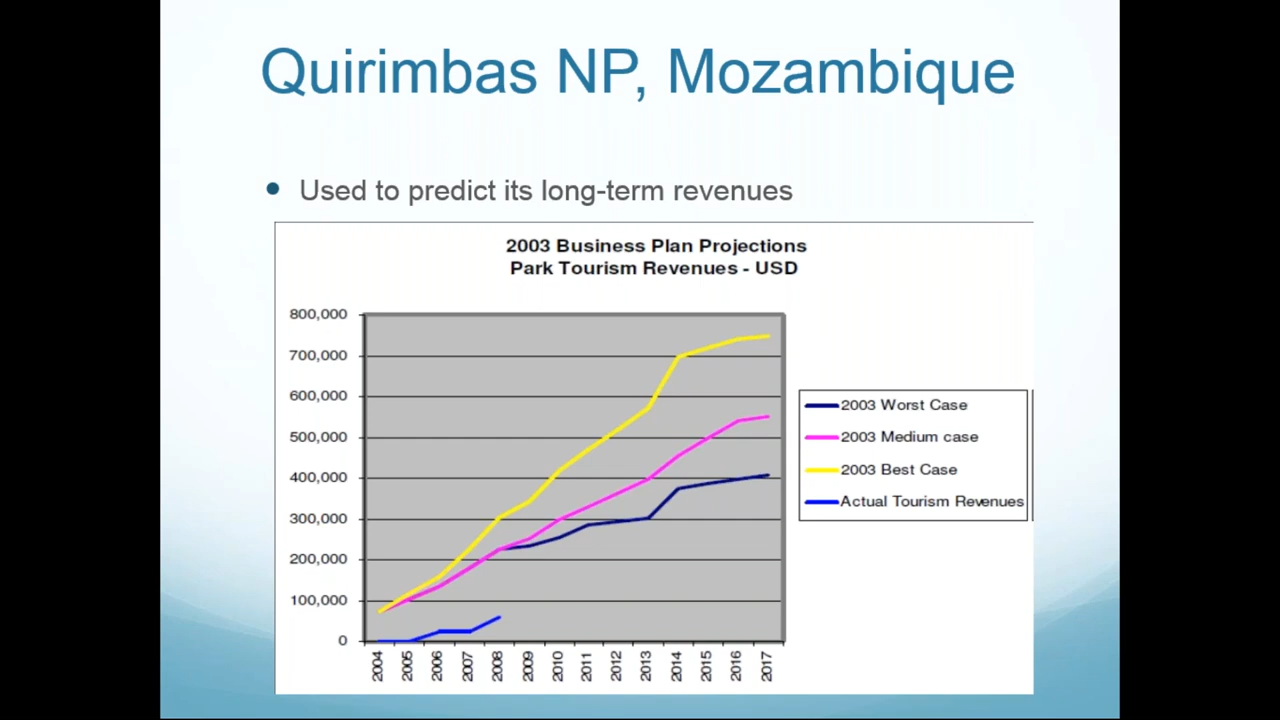 Quirimbas NP, Mozambique
Used to predict its long-term revenues
2003 Business Plan Projections
Park Tourism Revenues - USD
800,000
700,000
600,000
500,000
400,000
300,000
200,000
100,000
0
2004
2005
2006
2007
2008
2009
2010
2011
2012
2013
2014
2015
2016
2017
2003 Worst Case
2003 Medium case
2003 Best Case
Actual Tourism Revenues